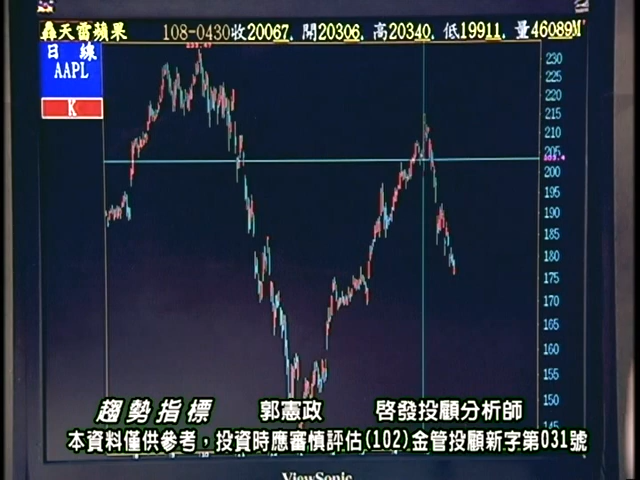 轟天雷蘋果 108-0430收20067. 開20306. 高20340. 低19911. 量46089M
日 線
AAPL
K
230
225
220
215
210
205
200
195
190
185
180
175
170
165
160
155
150
145
趨勢指標 郭憲政 啓發投顧分析師
本資料僅供參考，投資時應審慎評估(102)金管投顧新字第031號
ViewSonic